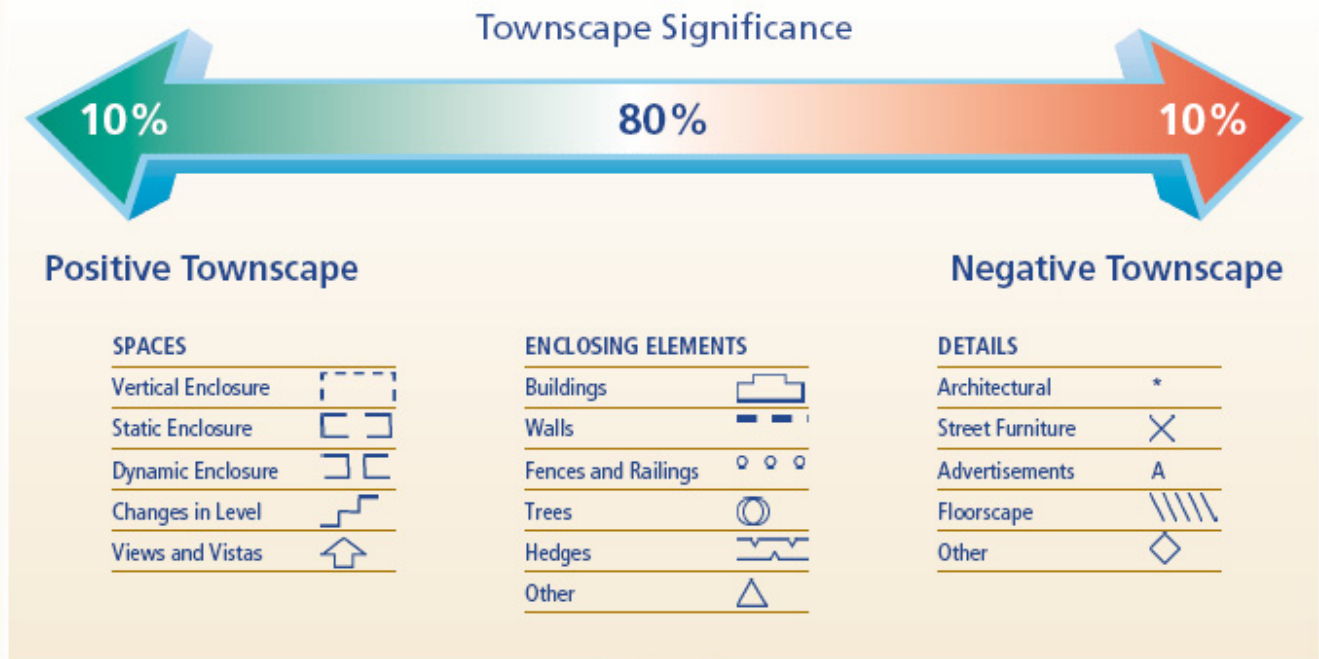 Townscape Significance
10% 80% 10%
Positive Townscape
Negative Townscape
SPACES
Vertical Enclosure
Static Enclosure
Dynamic Enclosure
Changes in Level
Views and Vistas
ENCLOSING ELEMENTS
Buildings
Walls
Fences and Railings
Trees
Hedges
Other
DETAILS
Architectural *
Street Furniture
Advertisements A
Floorscape
Other